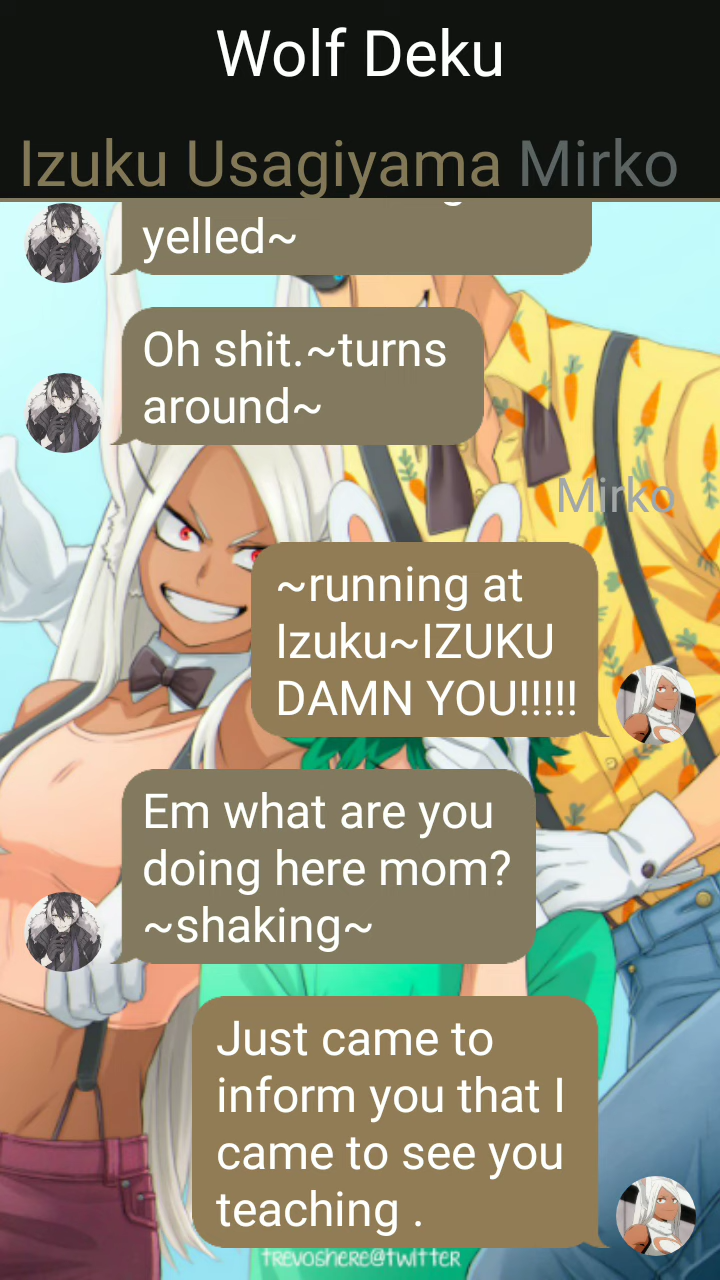 Wolf Deku
Izuku Usagiyama Mirko
yelled~
Oh shit.~turns
around~
Mirko
~running at
Izuku~IZUKU
DAMN YOU!!!!!
Em what are you
doing here mom?
~shaking~
Just came to
inform you that I
came to see you
teaching .
TREVOSHERE@TWITTER